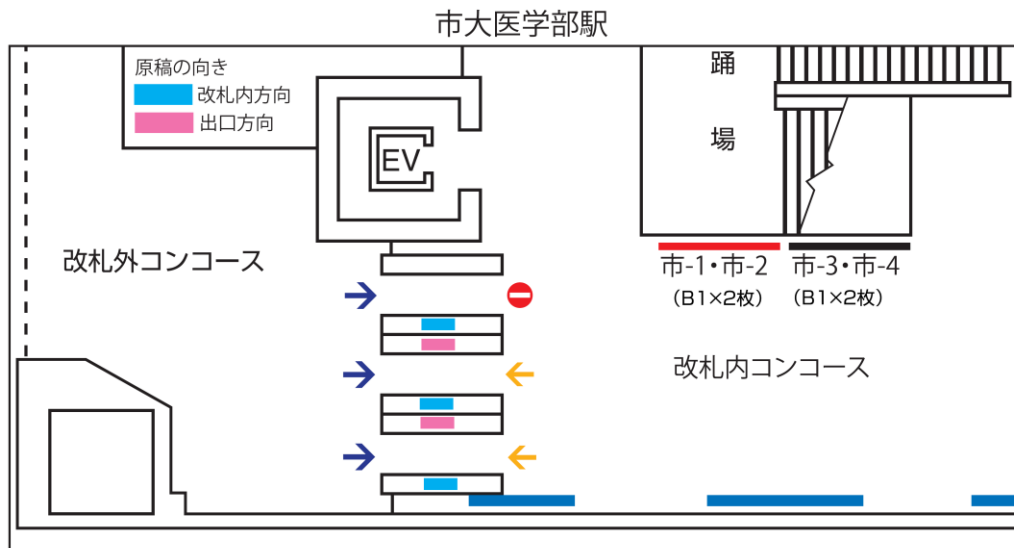 市大医学部駅
原稿の向き
改札内方向
出口方向
EV
踊
場
改札外コンコース
市-1・市-2
(B1×2枚)
市-3・市-4
(B1×2枚)
改札内コンコース